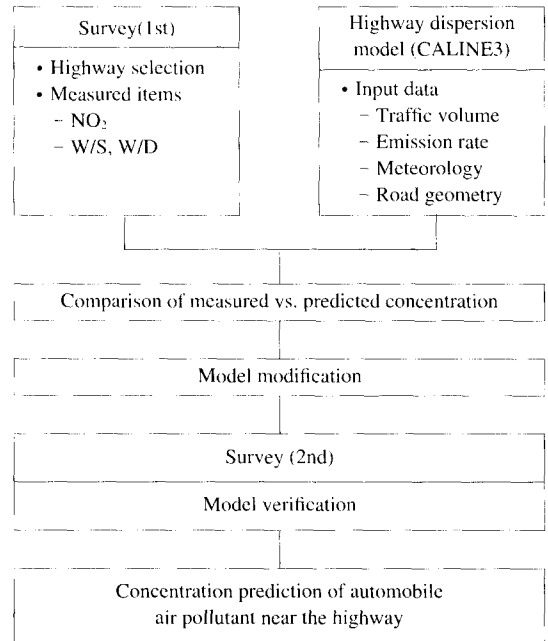 Survey(1st)
• Highway selection
• Measured items
– NO₂
– W/S, W/D
Highway dispersion
model (CALINE3)
• Input data
– Traffic volume
– Emission rate
– Meteorology
– Road geometry
Comparison of measured vs. predicted concentration
Model modification
Survey (2nd)
Model verification
Concentration prediction of automobile
air pollutant near the highway